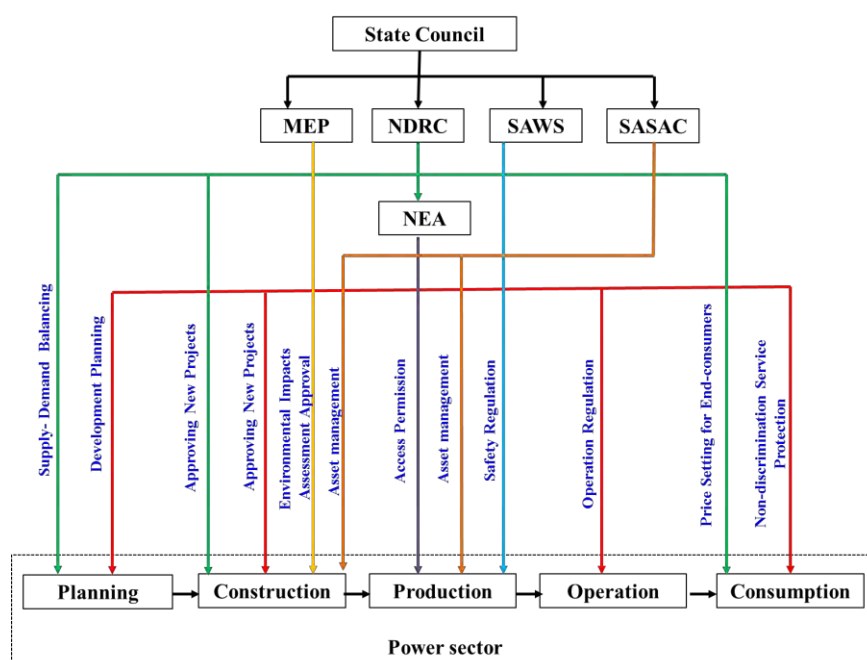 State Council
MEP
NDRC
SAWS
SASAC
NEA
Supply- Demand Balancing
Development Planning
Approving New Projects
Approving New Projects
Environmental Impacts
Assessment Approval
Asset management
Access Permission
Asset management
Safety Regulation
Operation Regulation
Price Setting for End-consumers
Non-discrimination Service
Protection
Planning
Construction
Production
Operation
Consumption
Power sector